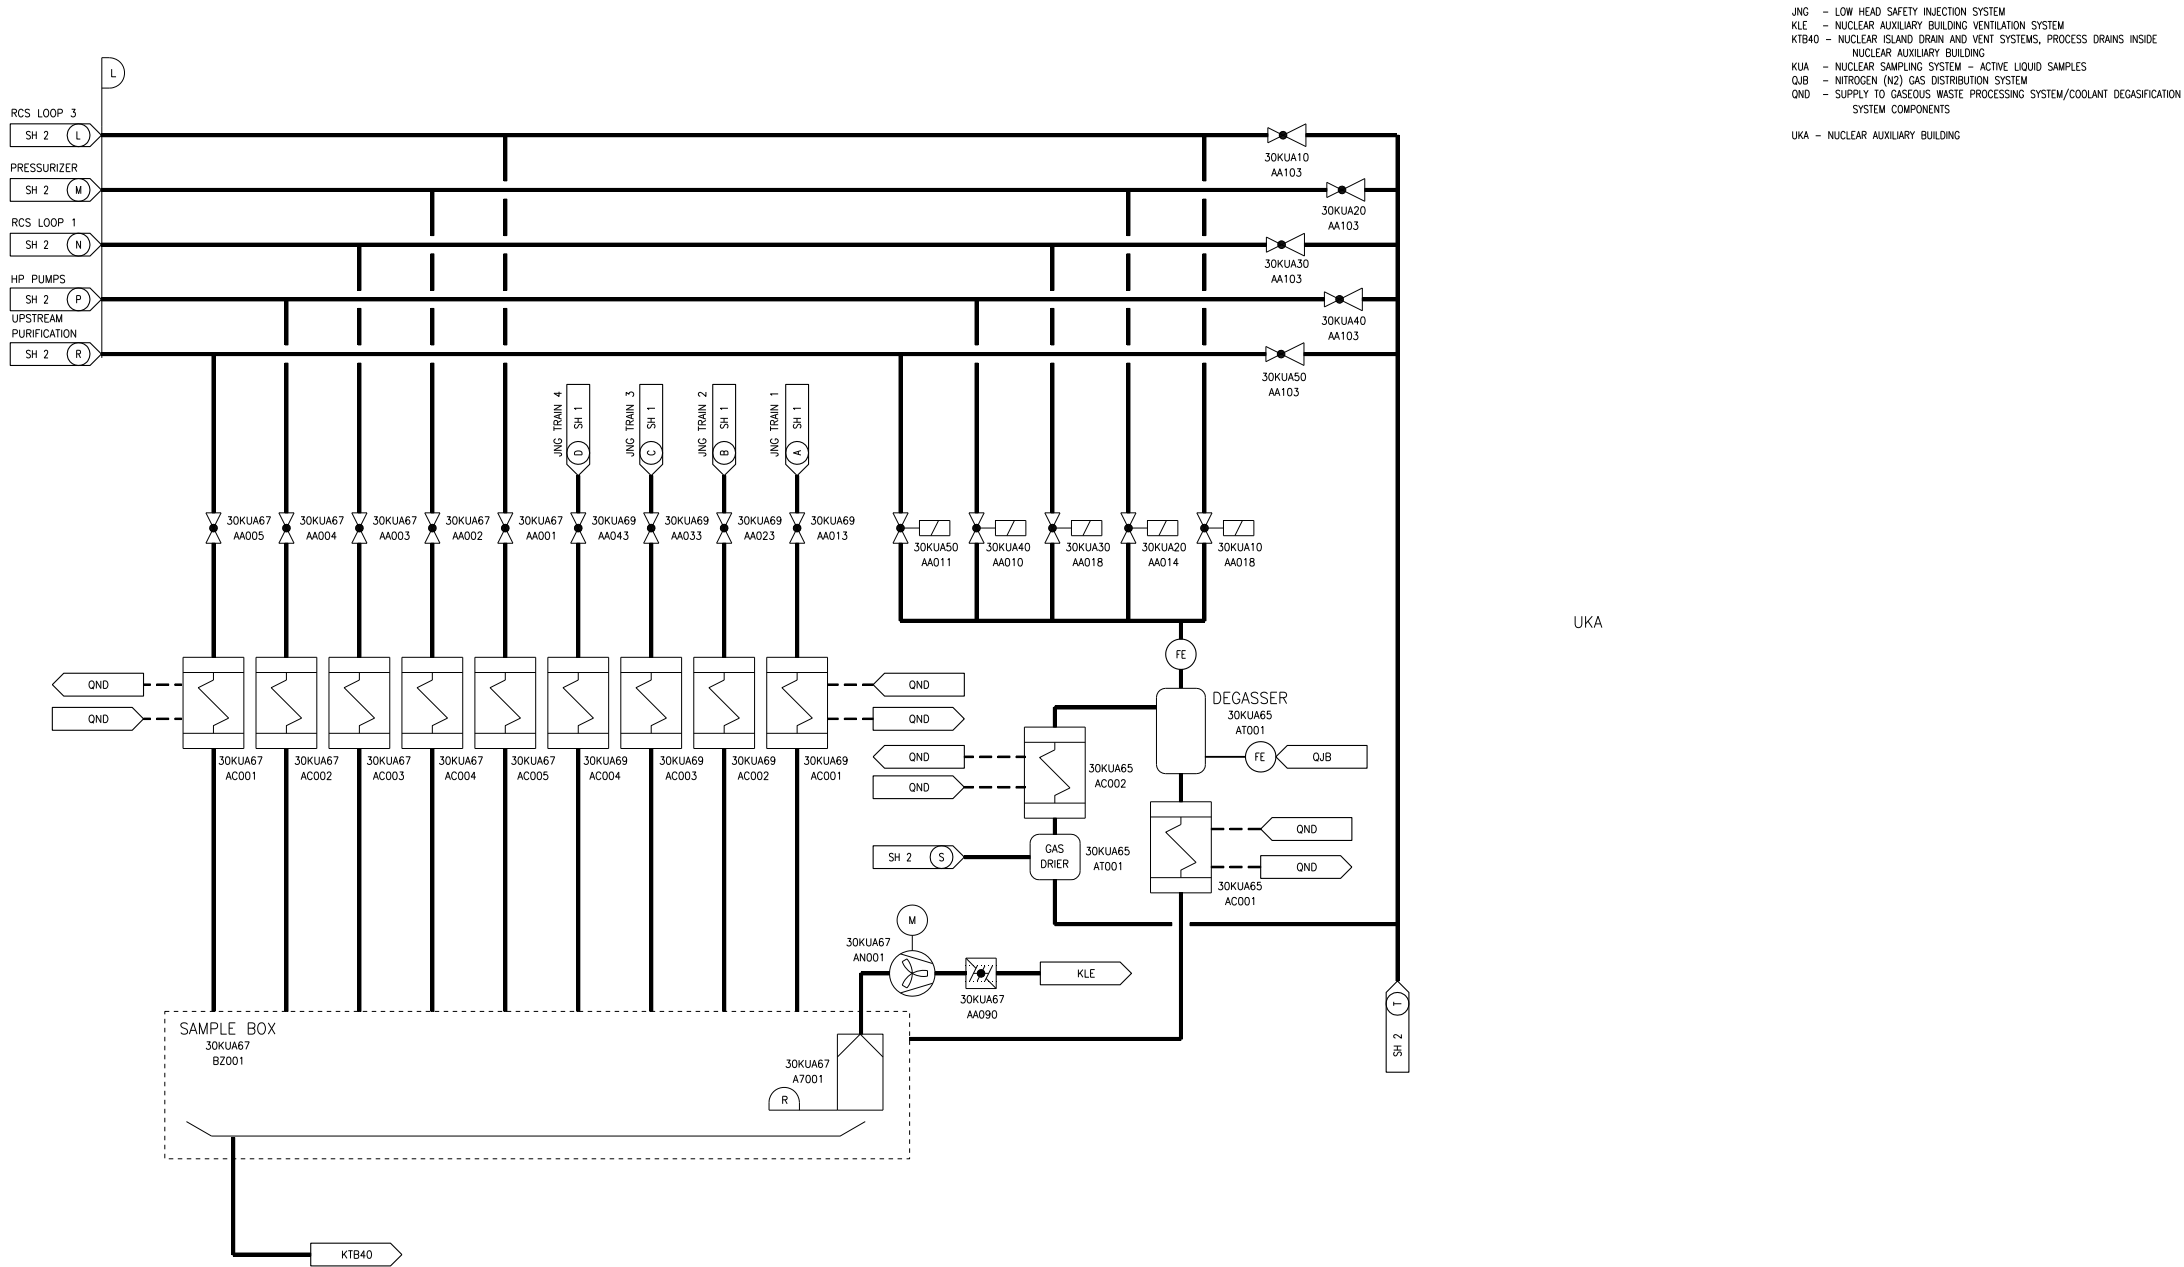 JNG – LOW HEAD SAFETY INJECTION SYSTEM
KLE – NUCLEAR AUXILIARY BUILDING VENTILATION SYSTEM
KTB40 – NUCLEAR ISLAND DRAIN AND VENT SYSTEMS, PROCESS DRAINS INSIDE
NUCLEAR AUXILIARY BUILDING
KUA – NUCLEAR SAMPLING SYSTEM – ACTIVE LIQUID SAMPLES
QJB – NITROGEN (N2) GAS DISTRIBUTION SYSTEM
QND – SUPPLY TO GASEOUS WASTE PROCESSING SYSTEM/COOLANT DEGASIFICATION
SYSTEM COMPONENTS
UKA – NUCLEAR AUXILIARY BUILDING
L
RCS LOOP 3
SH 2 L
PRESSURIZER
SH 2 M
RCS LOOP 1
SH 2 N
HP PUMPS
SH 2 P
UPSTREAM
PURIFICATION
SH 2 R
30KUA10
AA103
30KUA20
AA103
30KUA30
AA103
30KUA40
AA103
30KUA50
AA103
JNG TRAIN 4
D SH 1
JNG TRAIN 3
C SH 1
JNG TRAIN 2
B SH 1
JNG TRAIN 1
A SH 1
30KUA67
AA005
30KUA67
AA004
30KUA67
AA003
30KUA67
AA002
30KUA67
AA001
30KUA69
AA043
30KUA69
AA033
30KUA69
AA023
30KUA69
AA013
30KUA50
AA011
30KUA40
AA010
30KUA30
AA018
30KUA20
AA014
30KUA10
AA018
UKA
FE
QND
QND
QND
QND
30KUA67
AC001
30KUA67
AC002
30KUA67
AC003
30KUA67
AC004
30KUA67
AC005
30KUA69
AC004
30KUA69
AC003
30KUA69
AC002
30KUA69
AC001
DEGASSER
30KUA65
AT001
FE
QJB
QND
QND
30KUA65
AC002
QND
QND
30KUA65
AC001
SH 2 S
GAS
DRIER
30KUA65
AT001
M
30KUA67
AN001
KLE
30KUA67
AA090
T
SH 2
SAMPLE BOX
30KUA67
BZ001
30KUA67
A7001
R
KTB40